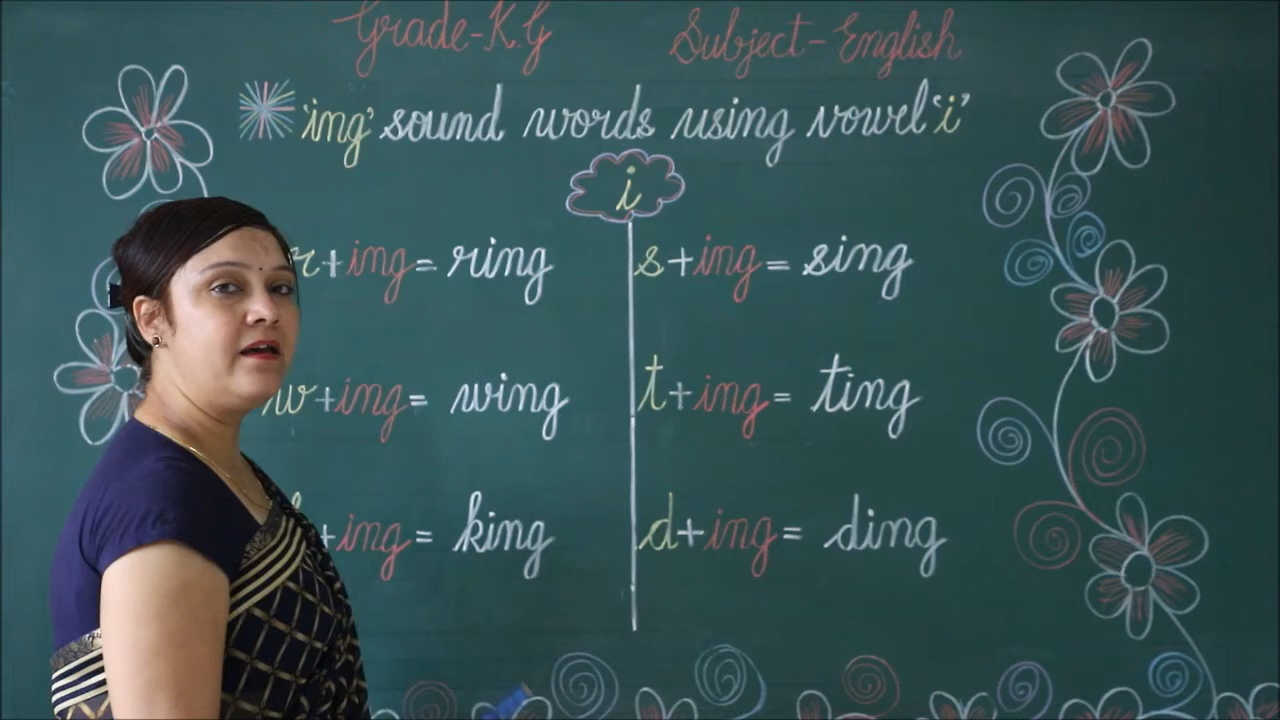 Grade-K.G Subject-English
'ing' sound words using vowel 'i'
i
r+ing=ring s+ing=sing
w+ing= wing t+ing= ting
+ing= king d+ing= ding